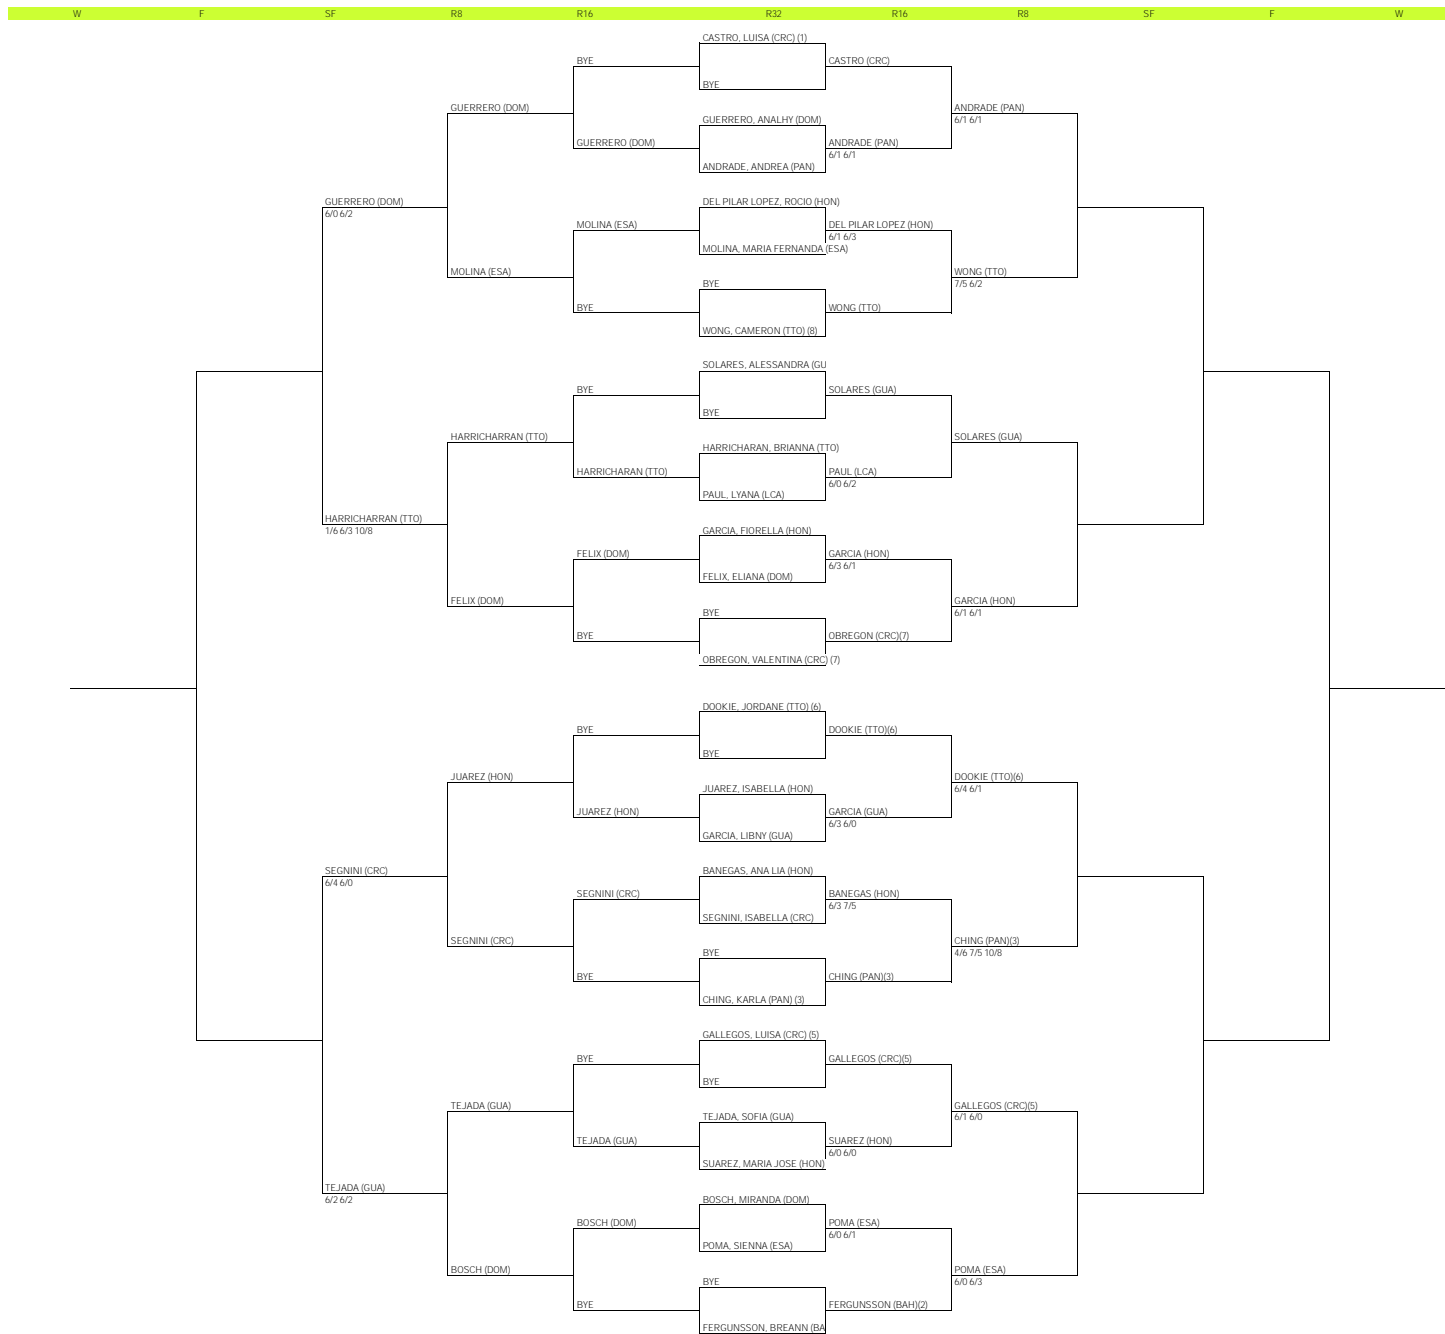 W F SF R8 R16 R32 R16 R8 SF F W
CASTRO, LUISA (CRC) (1)
BYE CASTRO (CRC)
BYE
GUERRERO (DOM) ANDRADE (PAN)
6/1 6/1
GUERRERO, ANALHY (DOM)
GUERRERO (DOM) ANDRADE (PAN)
6/1 6/1
ANDRADE, ANDREA (PAN)
GUERRERO (DOM) DEL PILAR LOPEZ, ROCIO (HON)
6/0 6/2
MOLINA (ESA) DEL PILAR LOPEZ (HON)
6/1 6/3
MOLINA, MARIA FERNANDA (ESA)
MOLINA (ESA) WONG (TTO)
7/5 6/2
BYE
BYE WONG (TTO)
WONG, CAMERON (TTO) (8)
SOLARES, ALESSANDRA (GU
BYE SOLARES (GUA)
BYE
HARRICHARRAN (TTO) SOLARES (GUA)
HARRICHARAN, BRIANNA (TTO)
HARRICHARAN (TTO) PAUL (LCA)
6/0 6/2
PAUL, LYANA (LCA)
HARRICHARRAN (TTO)
1/6 6/3 10/8
GARCIA, FIORELLA (HON)
FELIX (DOM) GARCIA (HON)
6/3 6/1
FELIX, ELIANA (DOM)
FELIX (DOM) GARCIA (HON)
6/1 6/1
BYE
BYE OBREGON (CRC)(7)
OBREGON, VALENTINA (CRC) (7)
DOOKIE, JORDANE (TTO) (6)
BYE DOOKIE (TTO)(6)
BYE
JUAREZ (HON) DOOKIE (TTO)(6)
6/4 6/1
JUAREZ, ISABELLA (HON)
JUAREZ (HON) GARCIA (GUA)
6/3 6/0
GARCIA, LIBNY (GUA)
SEGNINI (CRC) BANEGAS, ANA LIA (HON)
6/4 6/0
SEGNINI (CRC) BANEGAS (HON)
6/3 7/5
SEGNINI, ISABELLA (CRC)
SEGNINI (CRC) CHING (PAN)(3)
4/6 7/5 10/8
BYE
BYE CHING (PAN)(3)
CHING, KARLA (PAN) (3)
GALLEGOS, LUISA (CRC) (5)
BYE GALLEGOS (CRC)(5)
BYE
TEJADA (GUA) GALLEGOS (CRC)(5)
6/1 6/0
TEJADA, SOFIA (GUA)
TEJADA (GUA) SUAREZ (HON)
6/0 6/0
SUAREZ, MARIA JOSE (HON)
TEJADA (GUA)
6/2 6/2
BOSCH, MIRANDA (DOM)
BOSCH (DOM) POMA (ESA)
6/0 6/1
POMA, SIENNA (ESA)
BOSCH (DOM) POMA (ESA)
6/0 6/3
BYE
BYE FERGUNSSON (BAH)(2)
FERGUNSSON, BREANN (BA